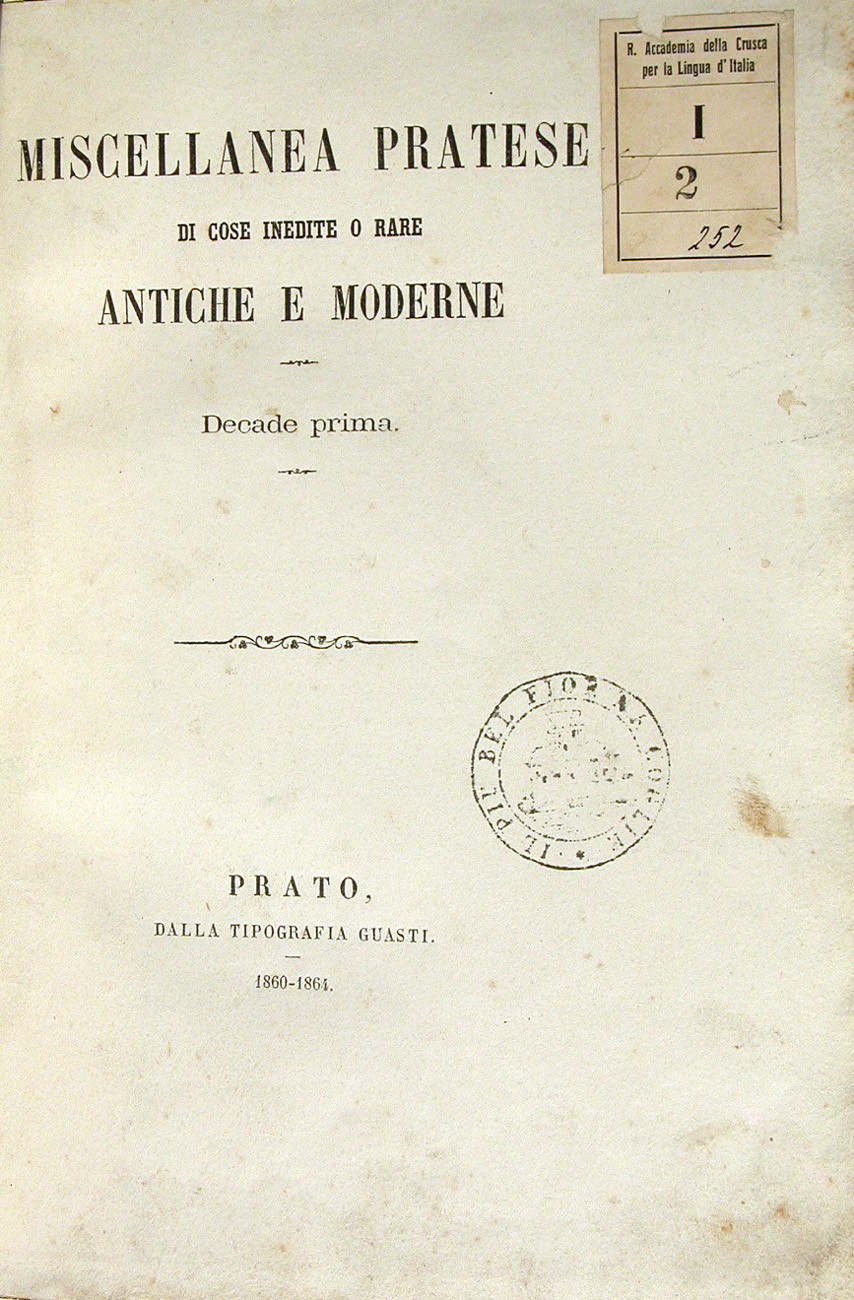 R. Accademia della Crusca
per la Lingua d'Italia
I
2
252
MISCELLANEA PRATESE
DI COSE INEDITE O RARE
ANTICHE E MODERNE
Decade prima.
IL PIÙ BEL FIOR NE COGLIE
PRATO,
DALLA TIPOGRAFIA GUASTI.
1860-1864.